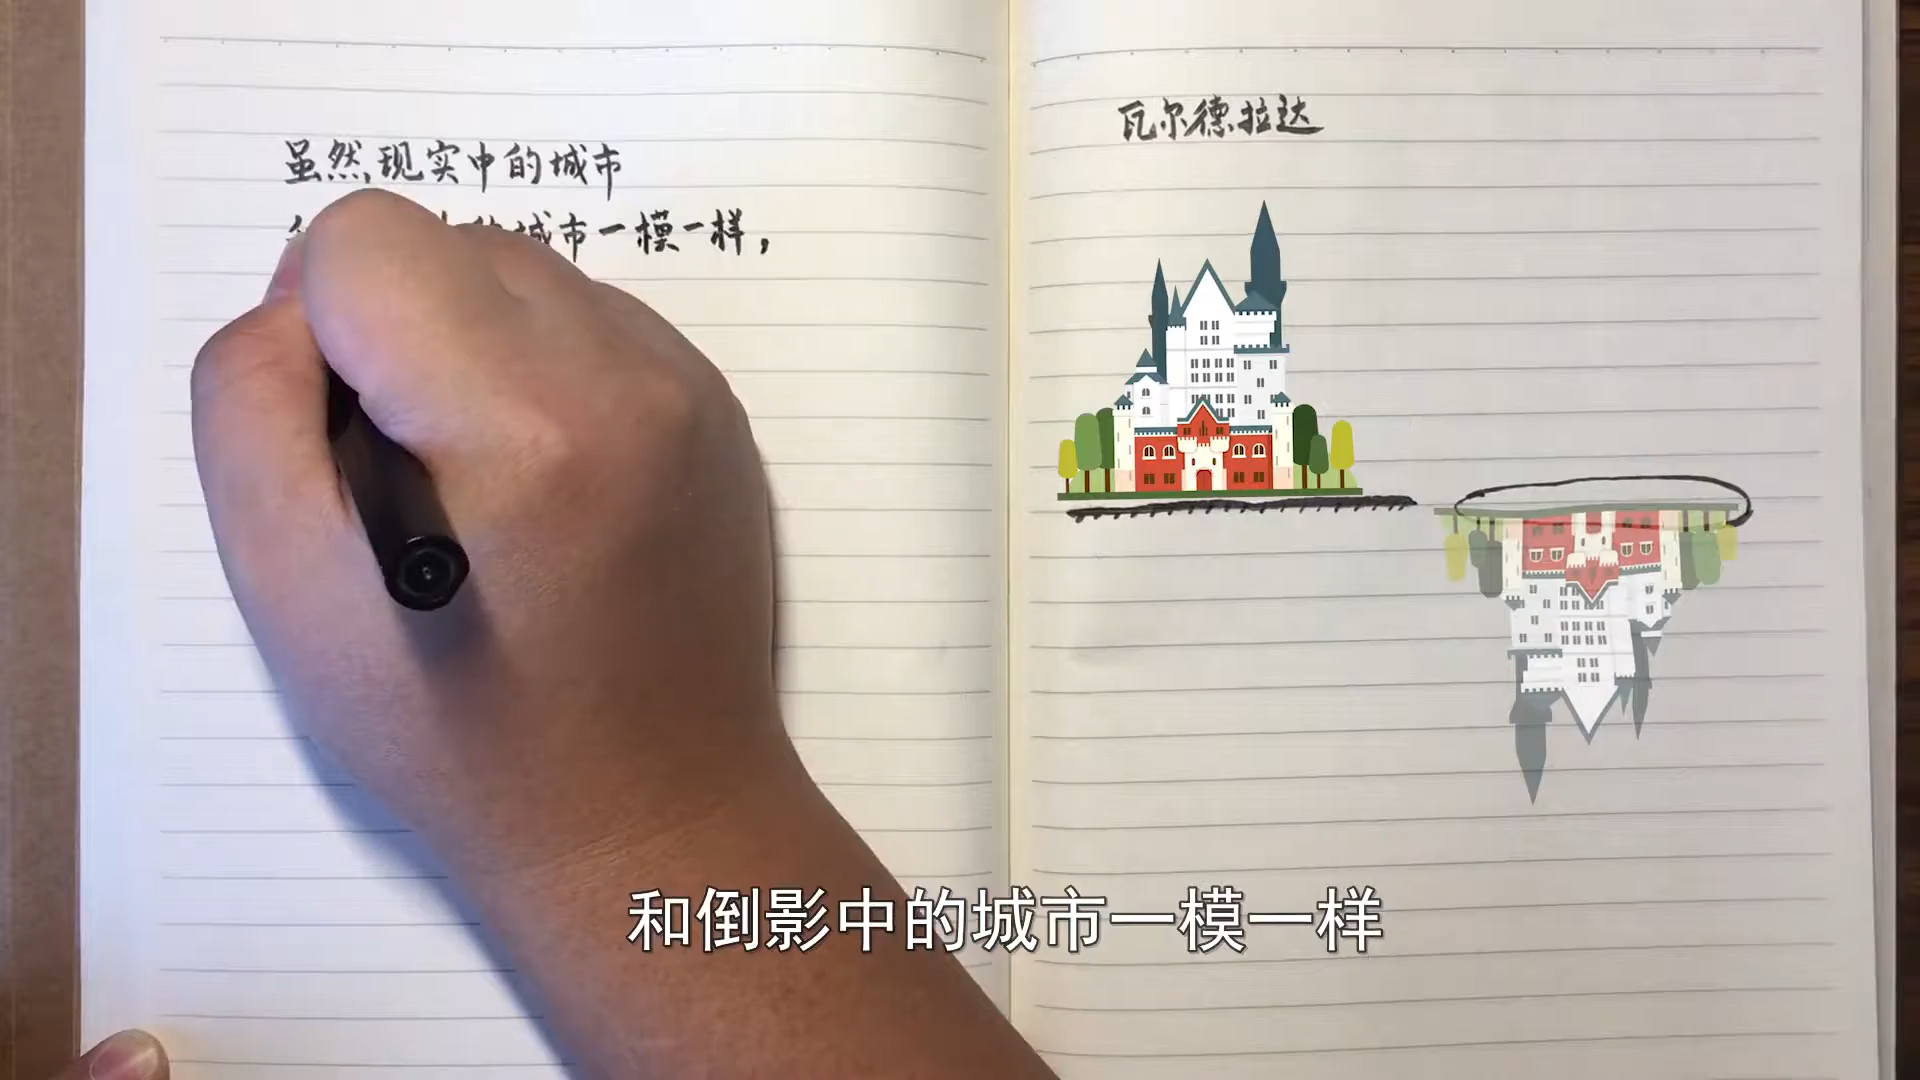 虽然现实中的城市
城市一模一样，
瓦尔德拉达
和倒影中的城市一模一样